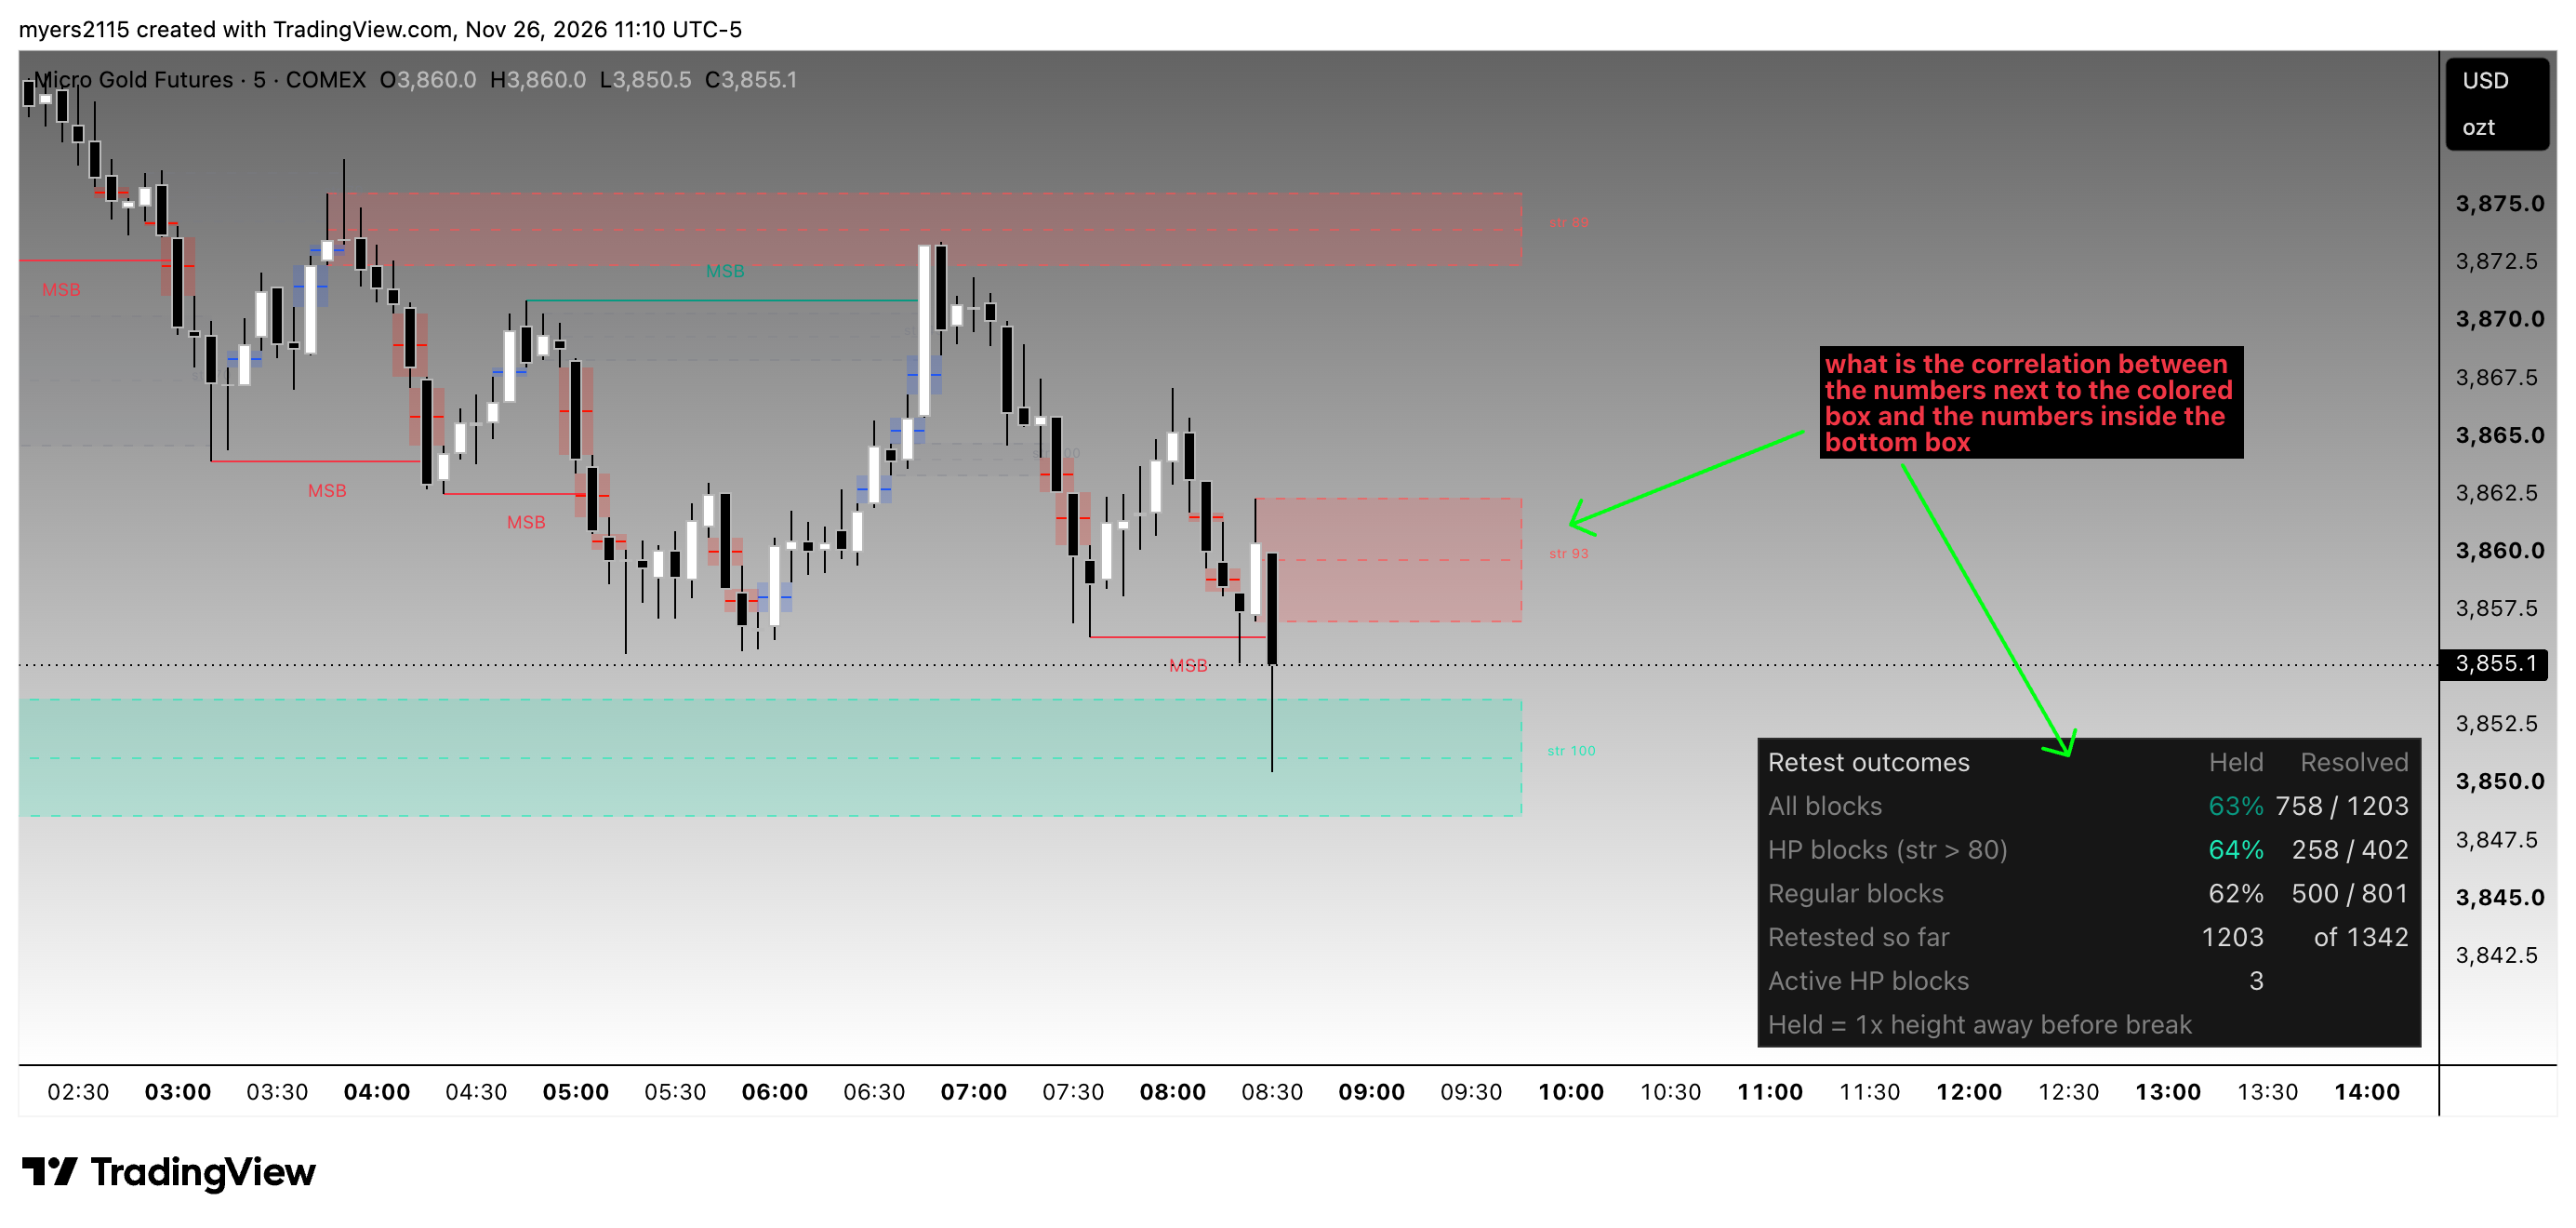 myers2115 created with TradingView.com, Nov 26, 2026 11:10 UTC-5
Micro Gold Futures · 5 · COMEX O3,860.0 H3,860.0 L3,850.5 C3,855.1
USD
ozt
3,875.0
3,872.5
3,870.0
3,867.5
3,865.0
3,862.5
3,860.0
3,857.5
3,855.1
3,852.5
3,850.0
3,847.5
3,845.0
3,842.5
MSB
MSB
MSB
MSB
MSB
str 93
str 100
what is the correlation between
the numbers next to the colored
box and the numbers inside the
bottom box
Retest outcomes Held Resolved
All blocks 63% 758 / 1203
HP blocks (str > 80) 64% 258 / 402
Regular blocks 62% 500 / 801
Retested so far 1203 of 1342
Active HP blocks 3
Held = 1x height away before break
02:30 03:00 03:30 04:00 04:30 05:00 05:30 06:00 06:30 07:00 07:30 08:00 08:30 09:00 09:30 10:00 10:30 11:00 11:30 12:00 12:30 13:00 13:30 14:00
TradingView